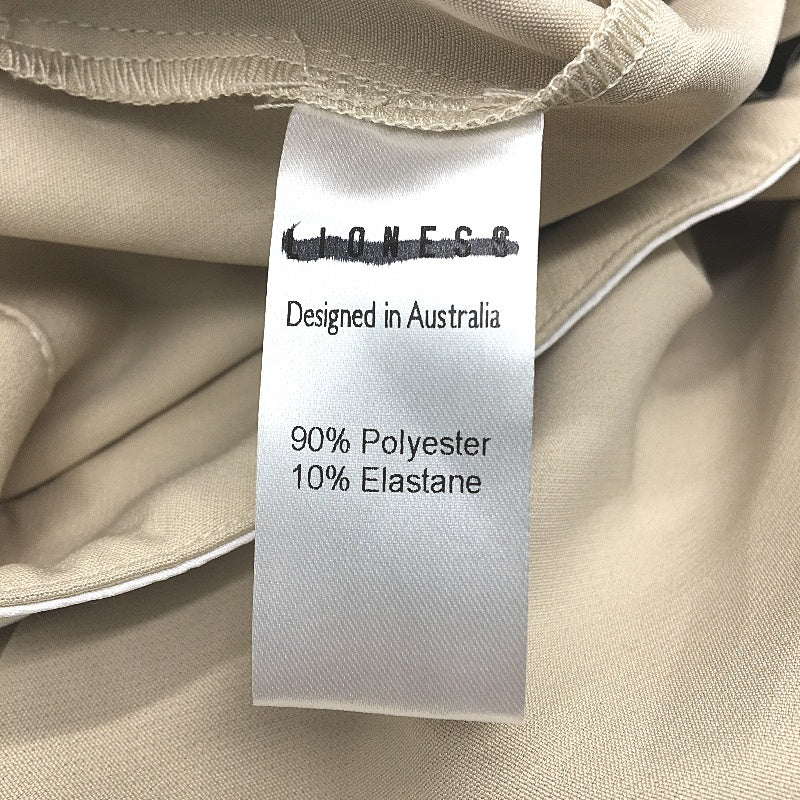 LIONESS
Designed in Australia
90% Polyester
10% Elastane